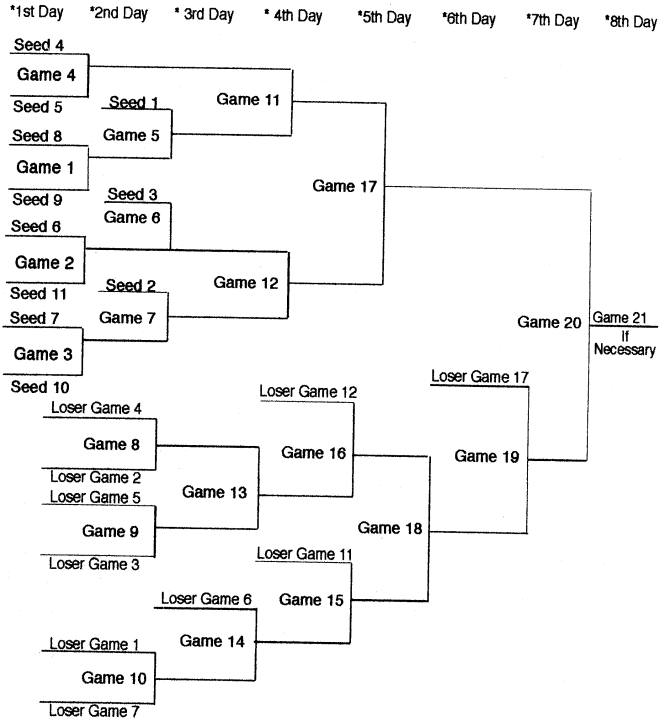 *1st Day *2nd Day * 3rd Day * 4th Day *5th Day *6th Day *7th Day *8th Day
Seed 4
Game 4
Seed 5
Seed 1
Game 11
Game 5
Seed 8
Game 1
Seed 9
Game 17
Seed 3
Game 6
Seed 6
Game 2
Seed 11
Game 12
Seed 2
Game 7
Seed 7
Game 3
Seed 10
Game 20
Game 21
If
Necessary
Loser Game 4
Game 8
Loser Game 2
Loser Game 5
Game 9
Loser Game 3
Game 13
Loser Game 12
Game 16
Loser Game 17
Game 19
Game 18
Loser Game 11
Game 15
Loser Game 6
Game 14
Loser Game 1
Game 10
Loser Game 7